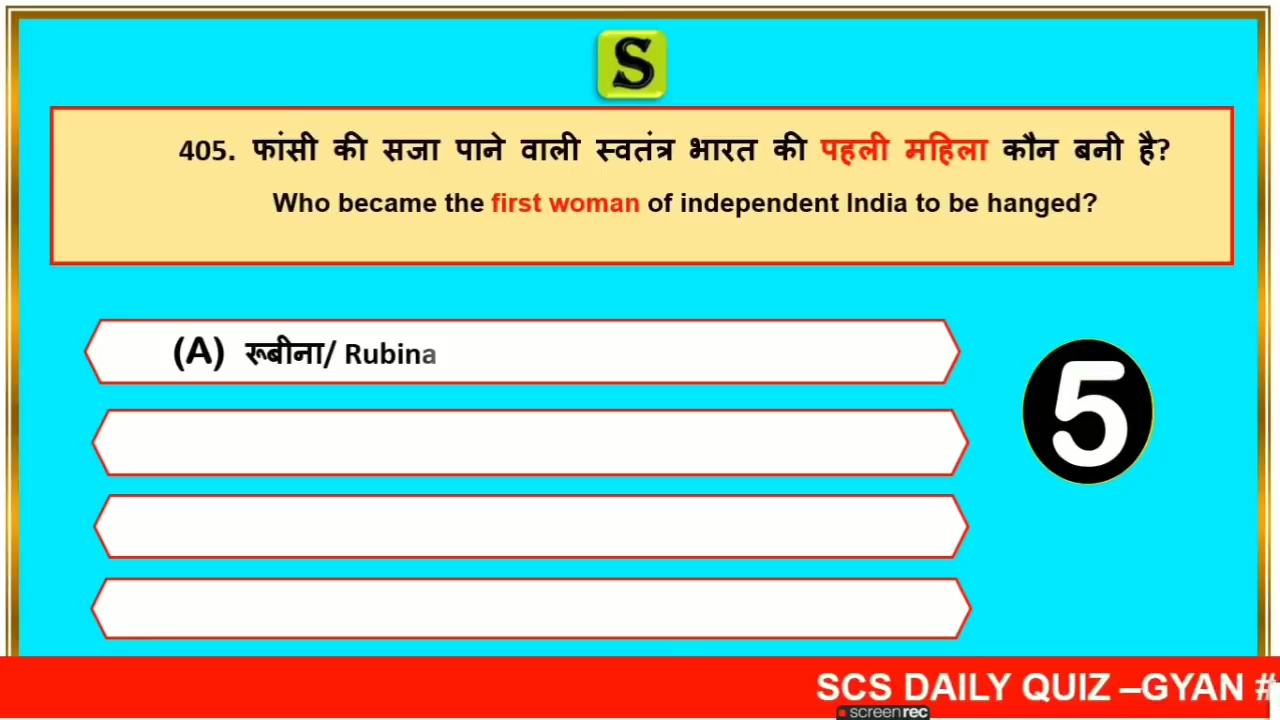 S
405. फांसी की सजा पाने वाली स्वतंत्र भारत की पहली महिला कौन बनी है?
Who became the first woman of independent India to be hanged?
(A) रूबीना/ Rubina
5
SCS DAILY QUIZ –GYAN #
screenrec